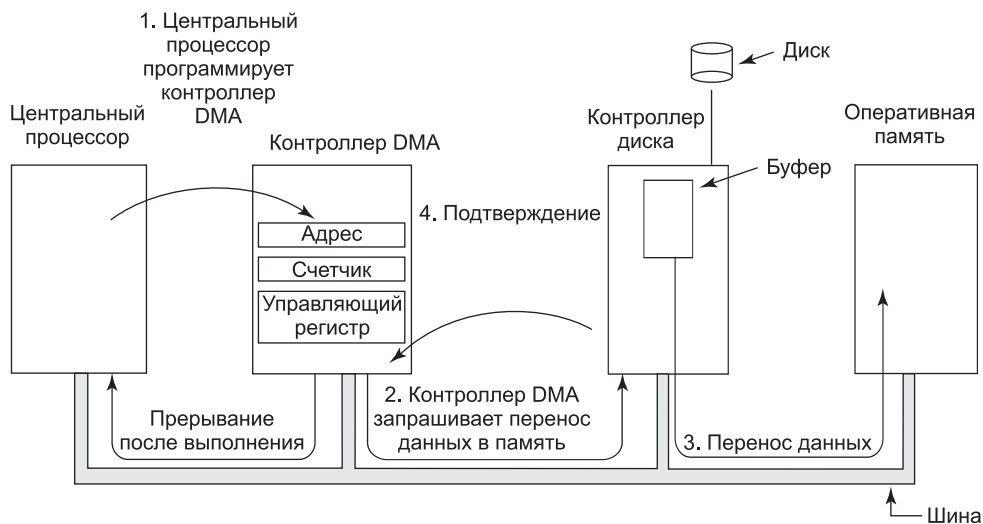 1. Центральный
процессор
программирует
контроллер
DMA
Центральный
процессор
Контроллер DMA
Контроллер
диска
Диск
Оперативная
память
Буфер
4. Подтверждение
Адрес
Счетчик
Управляющий
регистр
Прерывание
после выполнения
2. Контроллер DMA
запрашивает перенос
данных в память
3. Перенос данных
Шина